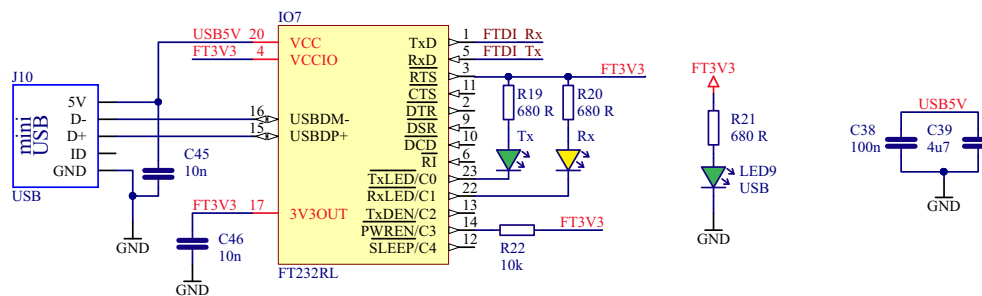 IO7
USB5V 20 VCC TxD 1 FTDI_Rx
FT3V3 4 VCCIO RxD 5 FTDI_Tx
RTS 3 FT3V3
CTS 11
DTR 2
16 USBDM- DSR 9
15 USBDP+ DCD 10
RI 6
TxLED/C0 23
RxLED/C1 22
FT3V3 17 3V3OUT TxDEN/C2 13
PWREN/C3 14 FT3V3
SLEEP/C4 12
FT232RL
J10
mini
USB
5V
D-
D+
ID
GND
USB
C45
10n
GND
C46
10n
GND
R19
680 R
Tx
R20
680 R
Rx
R22
10k
FT3V3
R21
680 R
LED9
USB
GND
USB5V
C38
100n
C39
4u7
GND